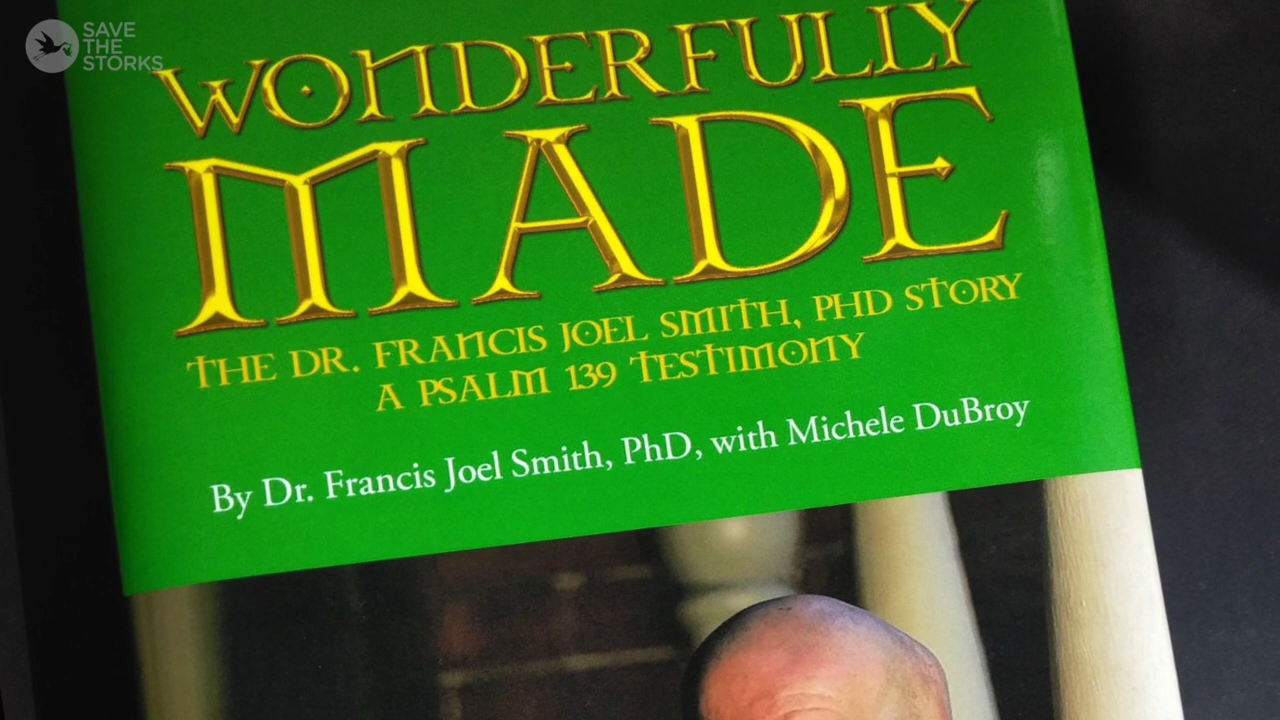 SAVE
THE
STORKS
WONDERFULLY
MADE
THE DR. FRANCIS JOEL SMITH, PHD STORY
A PSALM 139 TESTIMONY
By Dr. Francis Joel Smith, PhD, with Michele DuBroy